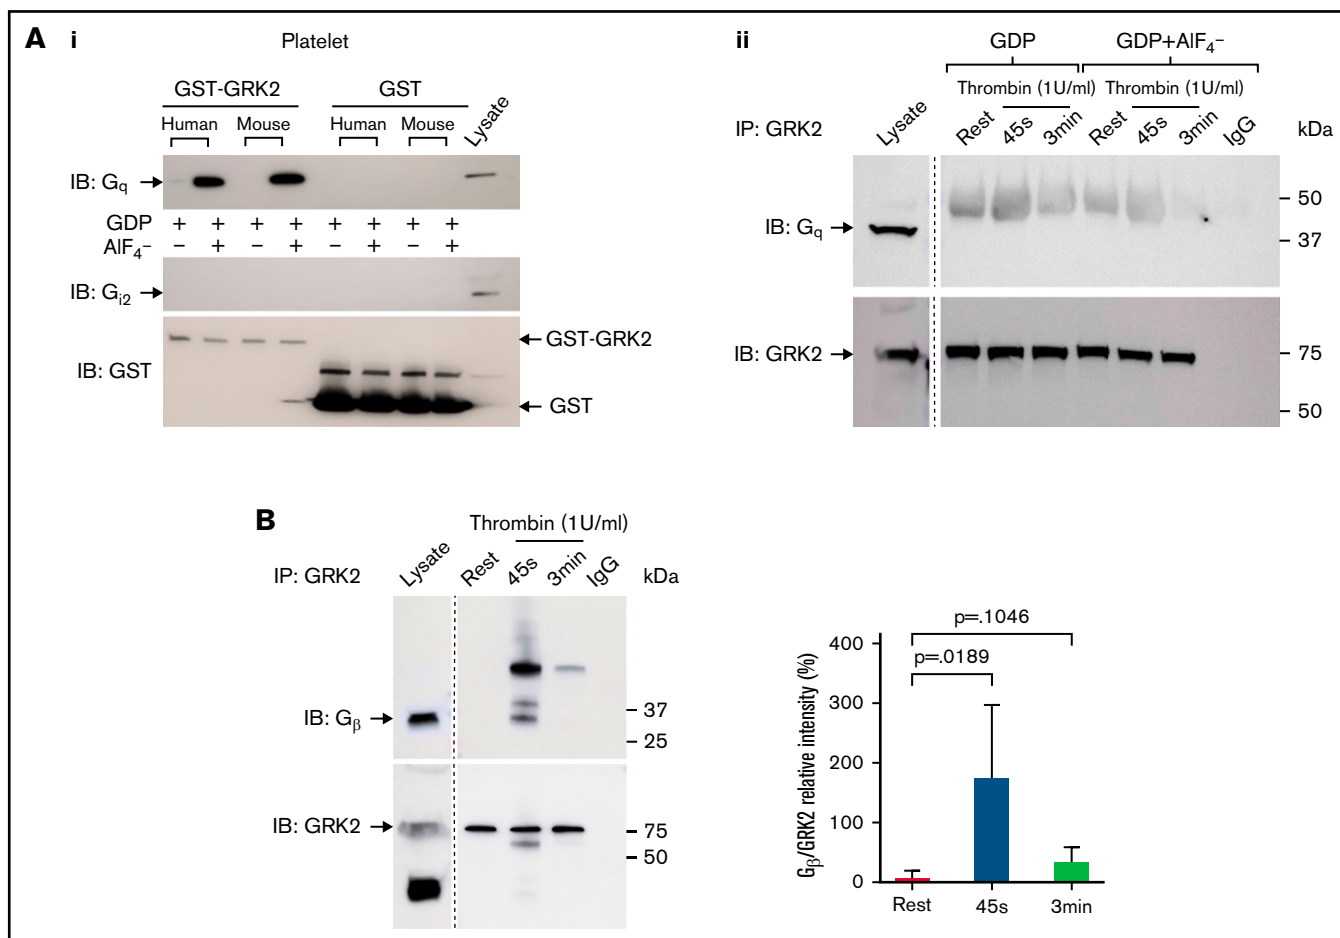 A i Platelet
GST-GRK2 GST Lysate
Human Mouse Human Mouse
IB: Gq
GDP + + + + + + + +
AlF4− − + − + − + − +
IB: Gi2
IB: GST
GST-GRK2
GST
ii GDP GDP+AlF4−
Thrombin (1U/ml) Thrombin (1U/ml)
IP: GRK2 Lysate Rest 45s 3min Rest 45s 3min IgG kDa
50
IB: Gq
37
IB: GRK2 75
50
B
Thrombin (1U/ml)
IP: GRK2 Lysate Rest 45s 3min IgG kDa
IB: Gβ 37
25
IB: GRK2 75
50
p=.1046
p=.0189
Gβ/GRK2 relative intensity (%)
400
300
200
100
0
Rest 45s 3min